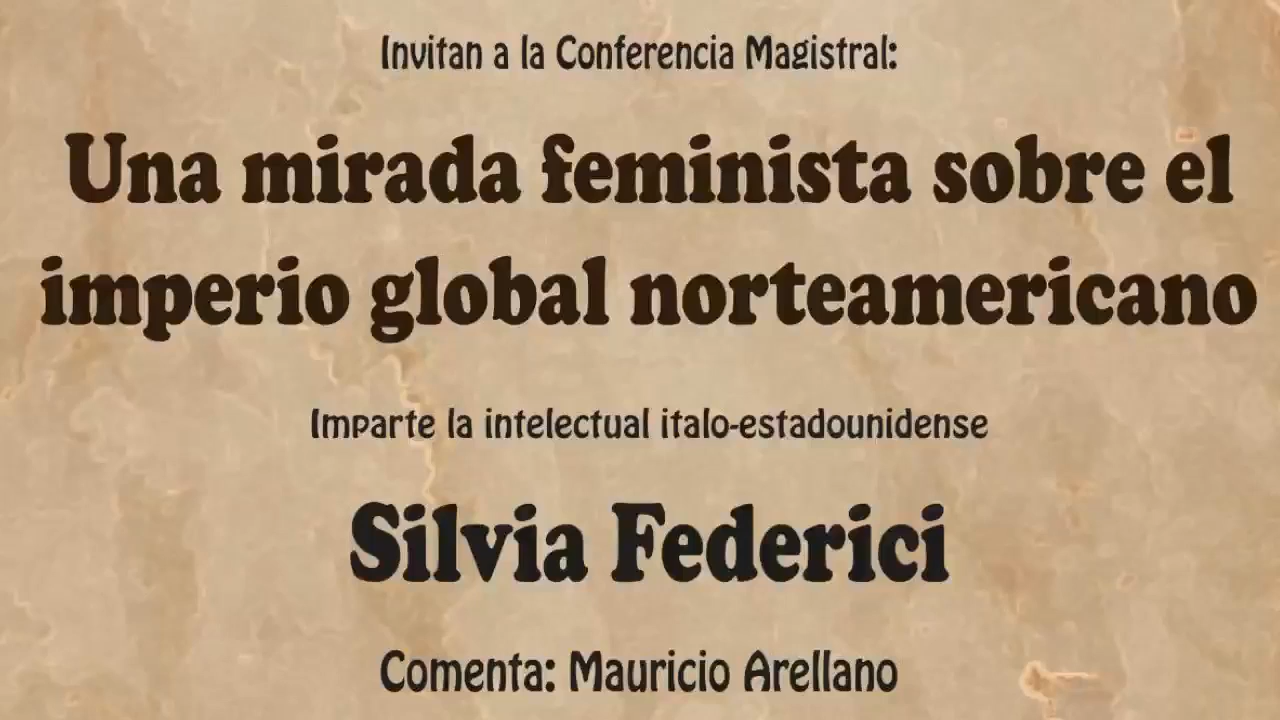 Invitan a la Conferencia Magistral:
Una mirada feminista sobre el
imperio global norteamericano
Imparte la intelectual italo-estadounidense
Silvia Federici
Comenta: Mauricio Arellano